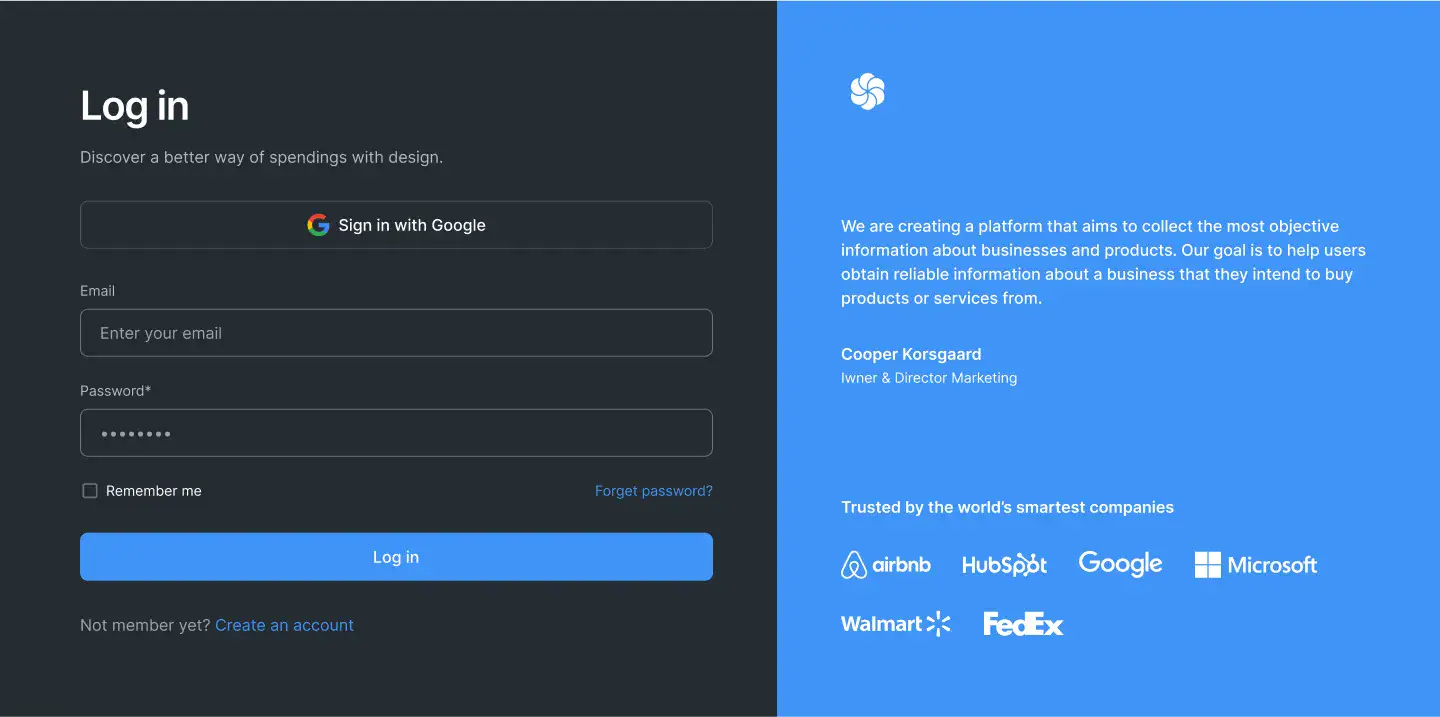 Log in
Discover a better way of spendings with design.
Sign in with Google
Email
Enter your email
Password*
Remember me
Forget password?
Log in
Not member yet? Create an account
We are creating a platform that aims to collect the most objective
information about businesses and products. Our goal is to help users
obtain reliable information about a business that they intend to buy
products or services from.
Cooper Korsgaard
Iwner & Director Marketing
Trusted by the world’s smartest companies
airbnb HubSpot Google Microsoft
Walmart FedEx